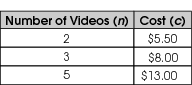 Number of Videos (n) Cost (c)
2 $5.50
3 $8.00
5 $13.00